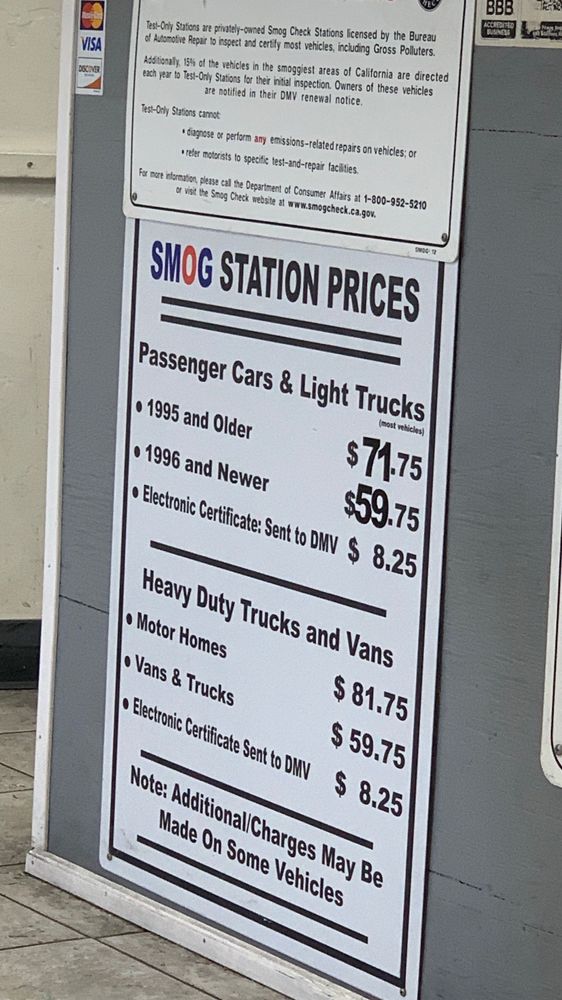 MasterCard
VISA
DISCOVER
BBB
ACCREDITED
BUSINESS
Test-Only Stations are privately-owned Smog Check Stations licensed by the Bureau
of Automotive Repair to inspect and certify most vehicles, including Gross Polluters.
Additionally, 15% of the vehicles in the smoggiest areas of California are directed
each year to Test-Only Stations for their initial inspection. Owners of these vehicles
are notified in their DMV renewal notice.
Test-Only Stations cannot:
• diagnose or perform any emissions-related repairs on vehicles; or
• refer motorists to specific test-and-repair facilities.
For more information, please call the Department of Consumer Affairs at 1-800-952-5210
or visit the Smog Check website at www.smogcheck.ca.gov.
SMOG STATION PRICES
Passenger Cars & Light Trucks
(most vehicles)
• 1995 and Older $71.75
• 1996 and Newer $59.75
• Electronic Certificate: Sent to DMV $ 8.25
Heavy Duty Trucks and Vans
• Motor Homes $ 81.75
• Vans & Trucks $ 59.75
• Electronic Certificate Sent to DMV $ 8.25
Note: Additional/Charges May Be
Made On Some Vehicles